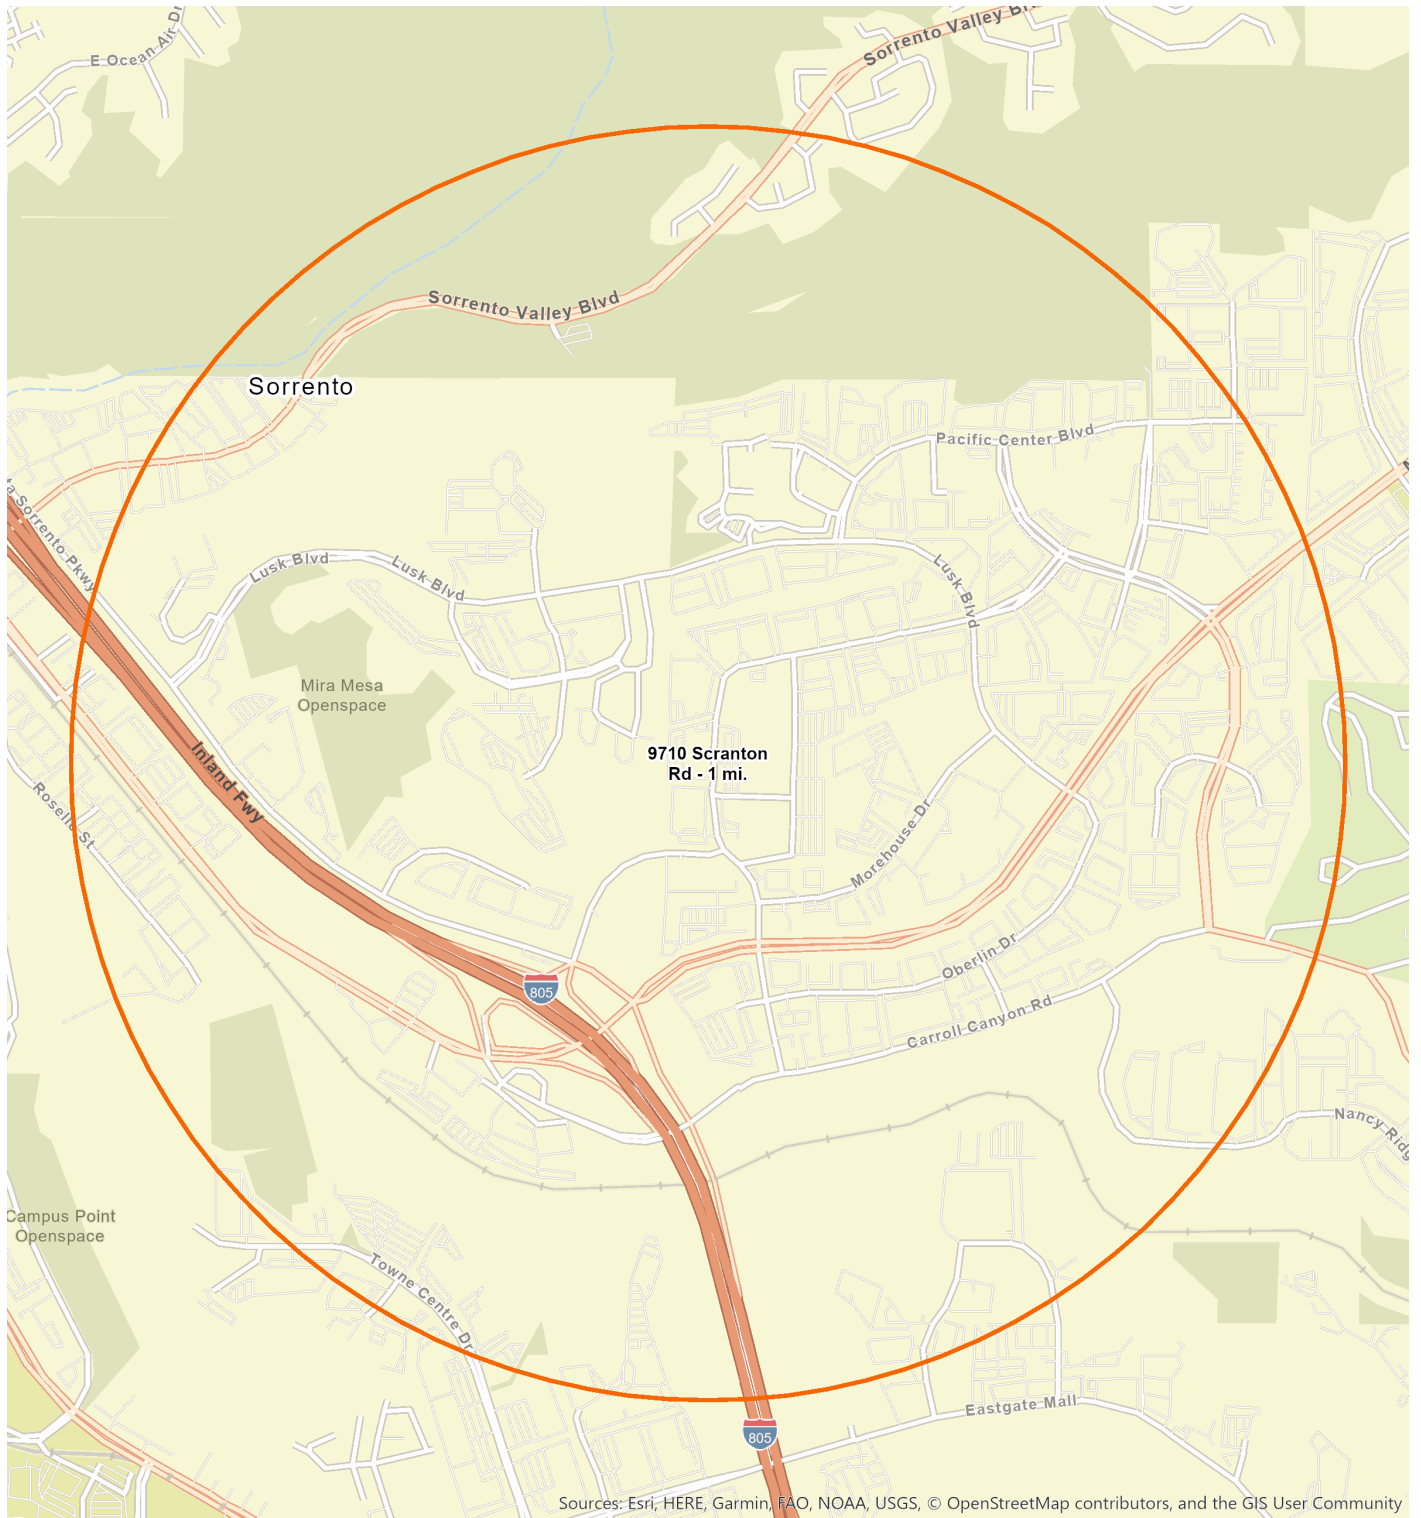 E Ocean Air Dr
Sorrento Valley Blvd
Sorrento Valley Blvd
Sorrento
Pacific Center Blvd
ta Sorrento Pkwy
Lusk Blvd
Lusk Blvd
Lusk Blvd
Mira Mesa
Openspace
9710 Scranton
Rd - 1 mi.
Inland Fwy
Roselle St
Morehouse Dr
Oberlin Dr
805
Carroll Canyon Rd
Nancy Ridg
Campus Point
Openspace
Towne Centre Dr
Eastgate Mall
805
Sources: Esri, HERE, Garmin, FAO, NOAA, USGS, © OpenStreetMap contributors, and the GIS User Community